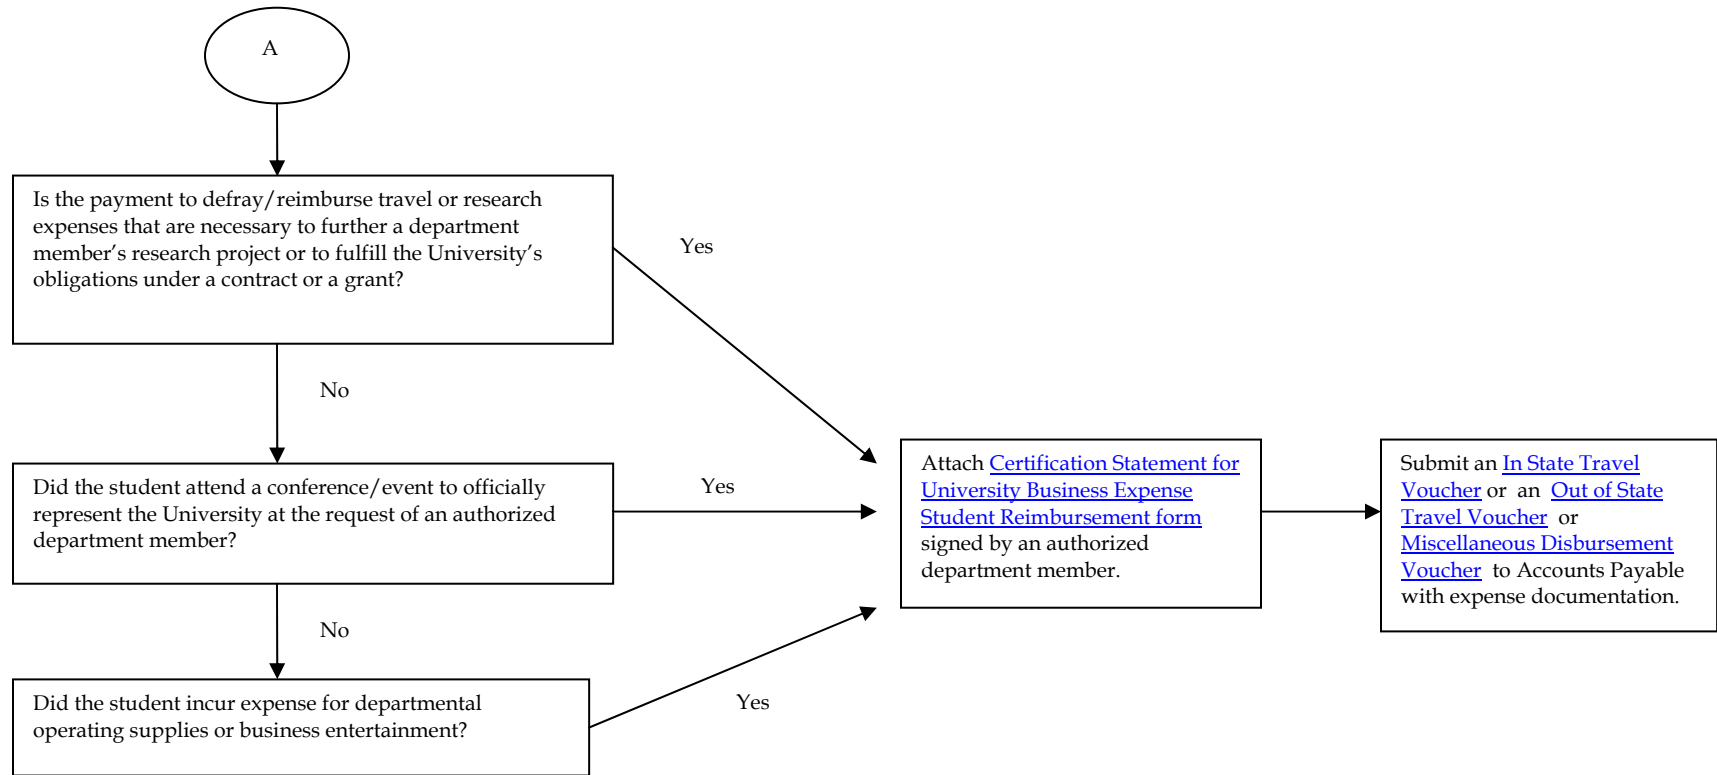 A
Is the payment to defray/reimburse travel or research
expenses that are necessary to further a department
member’s research project or to fulfill the University’s
obligations under a contract or a grant?
Yes
No
Did the student attend a conference/event to officially
represent the University at the request of an authorized
department member?
Yes
No
Did the student incur expense for departmental
operating supplies or business entertainment?
Yes
Attach Certification Statement for
University Business Expense
Student Reimbursement form
signed by an authorized
department member.
Submit an In State Travel
Voucher or an Out of State
Travel Voucher or
Miscellaneous Disbursement
Voucher to Accounts Payable
with expense documentation.